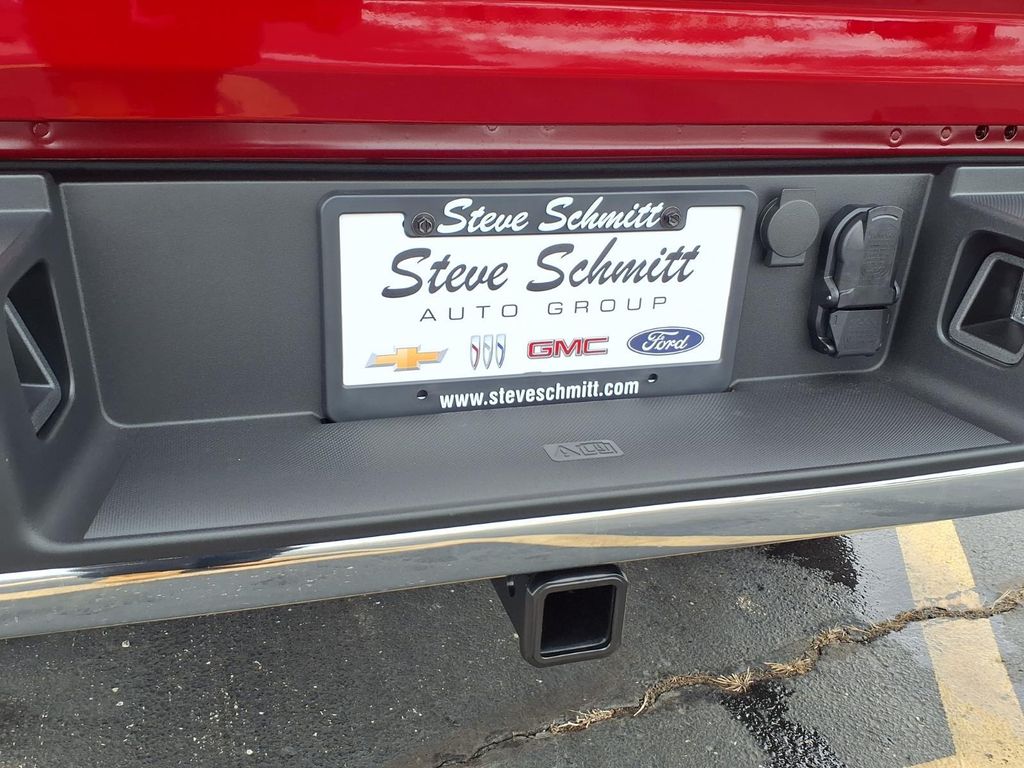 Steve Schmitt
Steve Schmitt
AUTO GROUP
GMC
Ford
www.steveschmitt.com